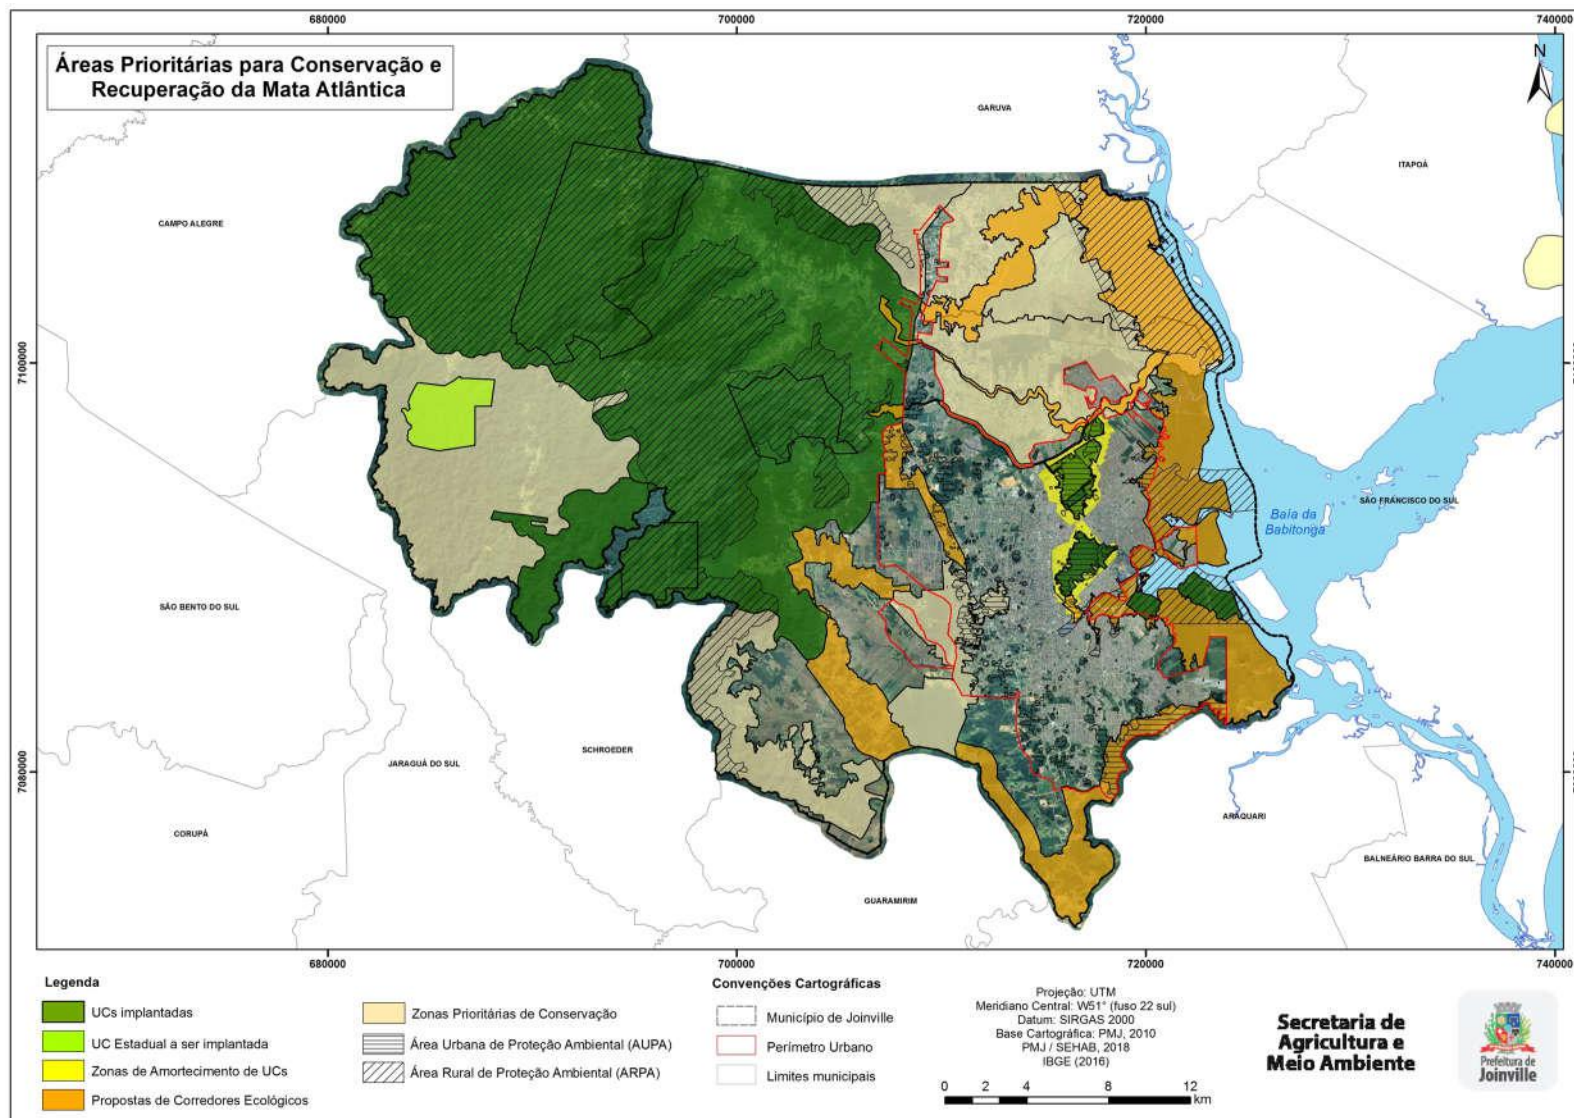 680000
700000
720000
740000
Áreas Prioritárias para Conservação e
Recuperação da Mata Atlântica
N
GARUVA
ITAPOÁ
CAMPO ALEGRE
7100000
SÃO FRANCISCO DO SUL
Baía da
Babitonga
SÃO BENTO DO SUL
SCHROEDER
JARAGUÁ DO SUL
7080000
ARAQUARI
CORUPÁ
BALNEÁRIO BARRA DO SUL
GUARAMIRIM
680000
700000
720000
740000
Legenda
UCs implantadas
UC Estadual a ser implantada
Zonas de Amortecimento de UCs
Propostas de Corredores Ecológicos
Zonas Prioritárias de Conservação
Área Urbana de Proteção Ambiental (AUPA)
Área Rural de Proteção Ambiental (ARPA)
Convenções Cartográficas
Município de Joinville
Perímetro Urbano
Limites municipais
Projeção: UTM
Meridiano Central: W51° (fuso 22 sul)
Datum: SIRGAS 2000
Base Cartográfica: PMJ, 2010
PMJ / SEHAB, 2018
IBGE (2016)
0 2 4 8 12
km
Secretaria de
Agricultura e
Meio Ambiente
Prefeitura de
Joinville